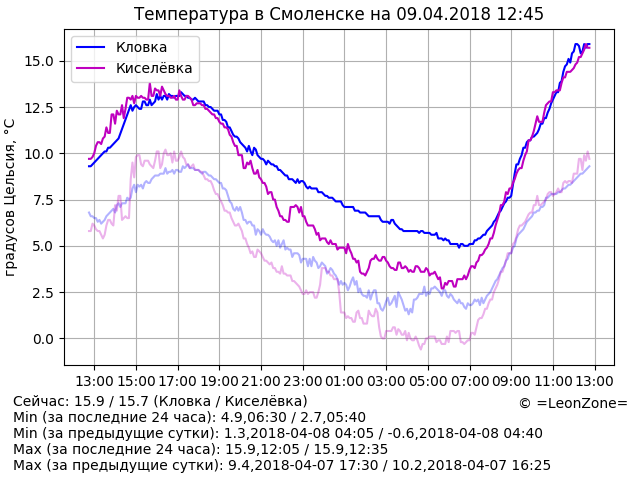 Температура в Смоленске на 09.04.2018 12:45
Кловка
Киселёвка
градусов Цельсия, °C
15.0
12.5
10.0
7.5
5.0
2.5
0.0
13:00 15:00 17:00 19:00 21:00 23:00 01:00 03:00 05:00 07:00 09:00 11:00 13:00
Сейчас: 15.9 / 15.7 (Кловка / Киселёвка)
© =LeonZone=
Min (за последние 24 часа): 4.9,06:30 / 2.7,05:40
Min (за предыдущие сутки): 1.3,2018-04-08 04:05 / -0.6,2018-04-08 04:40
Max (за последние 24 часа): 15.9,12:05 / 15.9,12:35
Max (за предыдущие сутки): 9.4,2018-04-07 17:30 / 10.2,2018-04-07 16:25